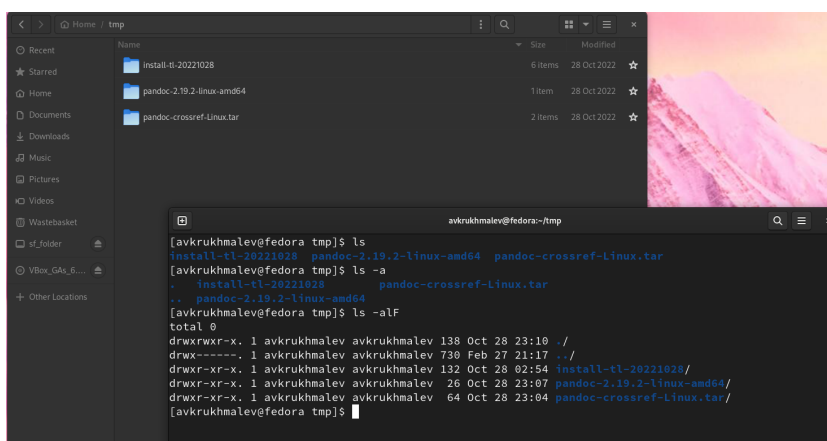 Home / tmp
Name Size Modified
Recent
Starred
Home
Documents
Downloads
Music
Pictures
Videos
Wastebasket
sf_folder
VBox_GAs_6....
+ Other Locations
install-tl-20221028 6 items 28 Oct 2022
pandoc-2.19.2-linux-amd64 1 item 28 Oct 2022
pandoc-crossref-Linux.tar 2 items 28 Oct 2022
avkrukhmalev@fedora:~/tmp
[avkrukhmalev@fedora tmp]$ ls
install-tl-20221028 pandoc-2.19.2-linux-amd64 pandoc-crossref-Linux.tar
[avkrukhmalev@fedora tmp]$ ls -a
. install-tl-20221028 pandoc-crossref-Linux.tar
.. pandoc-2.19.2-linux-amd64
[avkrukhmalev@fedora tmp]$ ls -alF
total 0
drwxrwxr-x. 1 avkrukhmalev avkrukhmalev 138 Oct 28 23:10 ./
drwx------. 1 avkrukhmalev avkrukhmalev 730 Feb 27 21:17 ../
drwxr-xr-x. 1 avkrukhmalev avkrukhmalev 132 Oct 28 02:54 install-tl-20221028/
drwxr-xr-x. 1 avkrukhmalev avkrukhmalev 26 Oct 28 23:07 pandoc-2.19.2-linux-amd64/
drwxr-xr-x. 1 avkrukhmalev avkrukhmalev 64 Oct 28 23:04 pandoc-crossref-Linux.tar/
[avkrukhmalev@fedora tmp]$